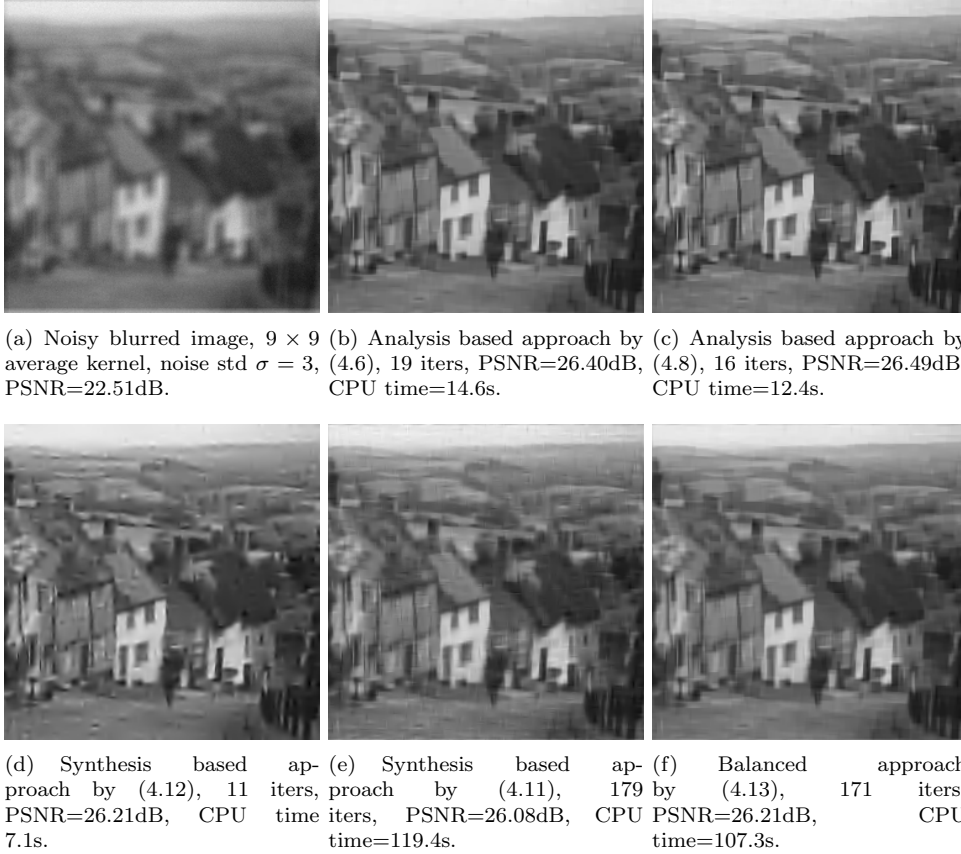 (a) Noisy blurred image, 9 × 9
average kernel, noise std σ = 3,
PSNR=22.51dB.
(b) Analysis based approach by
(4.6), 19 iters, PSNR=26.40dB,
CPU time=14.6s.
(c) Analysis based approach by
(4.8), 16 iters, PSNR=26.49dB
CPU time=12.4s.
(d) Synthesis based ap-
proach by (4.12), 11
iters, PSNR=26.21dB, CPU time
7.1s.
(e) Synthesis based ap-
proach by (4.11), 179
iters, PSNR=26.08dB, CPU
time=119.4s.
(f) Balanced approach
by (4.13), 171 iters
PSNR=26.21dB, CPU
time=107.3s.